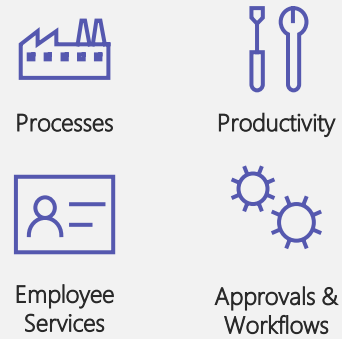 Processes
Productivity
Employee
Services
Approvals &
Workflows